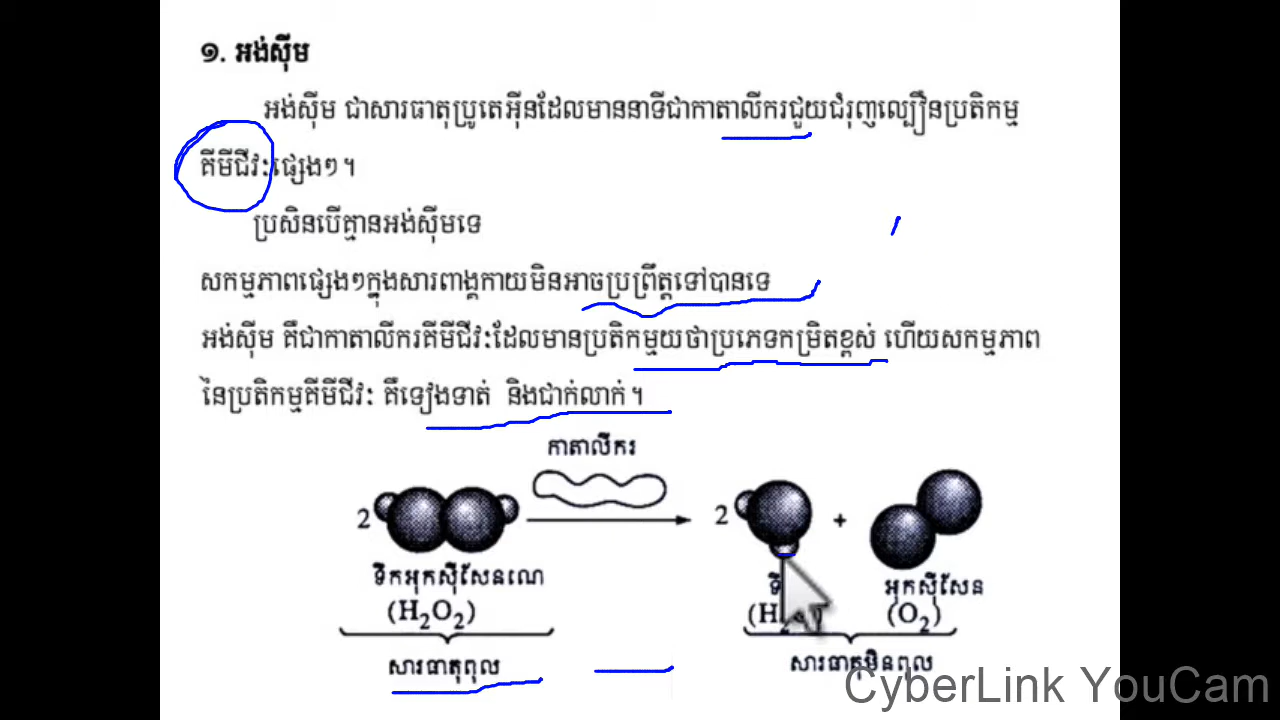 ១. អង់ស៊ីម
អង់ស៊ីម ជាសារធាតុប្រូតេអ៊ីនដែលមាននាទីជាកាតាលីករជួយជំរុញល្បឿនប្រតិកម្ម
គីមីជីវៈផ្សេងៗ។
ប្រសិនបើគ្មានអង់ស៊ីមទេ
សកម្មភាពផ្សេងៗក្នុងសារពាង្គកាយមិនអាចប្រព្រឹត្តទៅបានទេ
អង់ស៊ីម គឺជាកាតាលីករគីមីជីវៈដែលមានប្រតិកម្មយថាប្រភេទកម្រិតខ្ពស់ ហើយសកម្មភាព
នៃប្រតិកម្មគីមីជីវៈ គឺទៀងទាត់ និងជាក់លាក់។
កាតាលីករ
2 2 +
ទឹកអុកស៊ីសែនណេ អុកស៊ីសែន
(H₂O₂) (O₂)
សារធាតុពុល សារធាតុមិនពុល
CyberLink YouCam